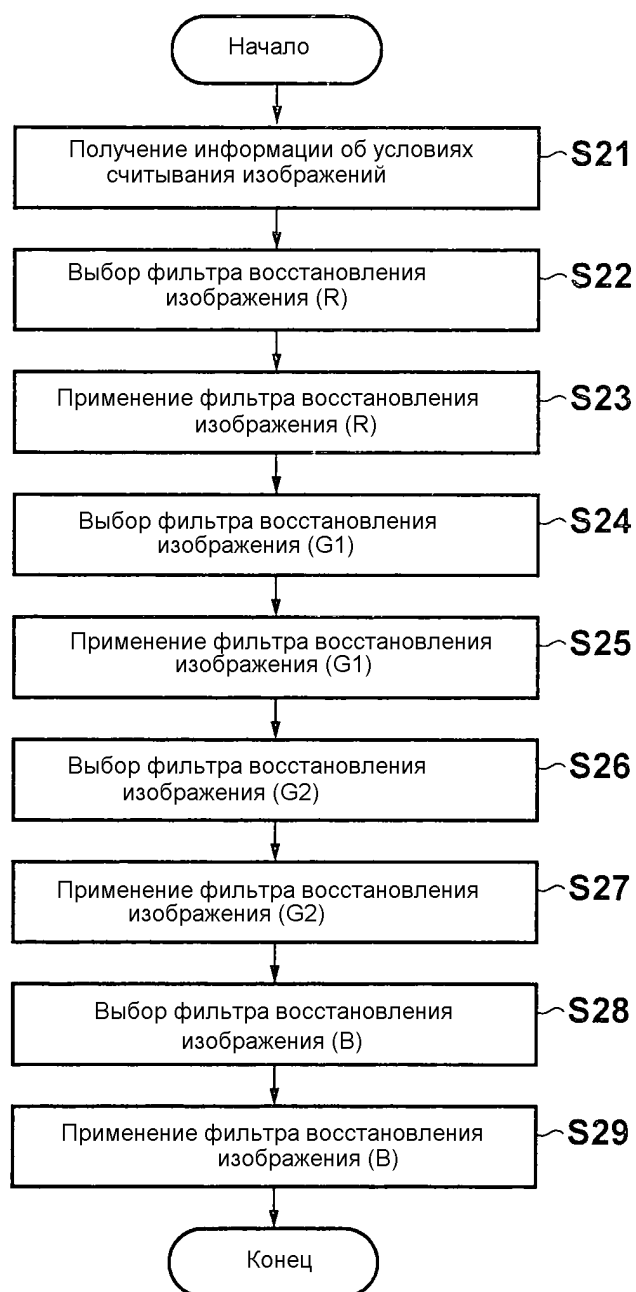 Начало
Получение информации об условиях
считывания изображений
S21
Выбор фильтра восстановления
изображения (R)
S22
Применение фильтра восстановления
изображения (R)
S23
Выбор фильтра восстановления
изображения (G1)
S24
Применение фильтра восстановления
изображения (G1)
S25
Выбор фильтра восстановления
изображения (G2)
S26
Применение фильтра восстановления
изображения (G2)
S27
Выбор фильтра восстановления
изображения (B)
S28
Применение фильтра восстановления
изображения (B)
S29
Конец